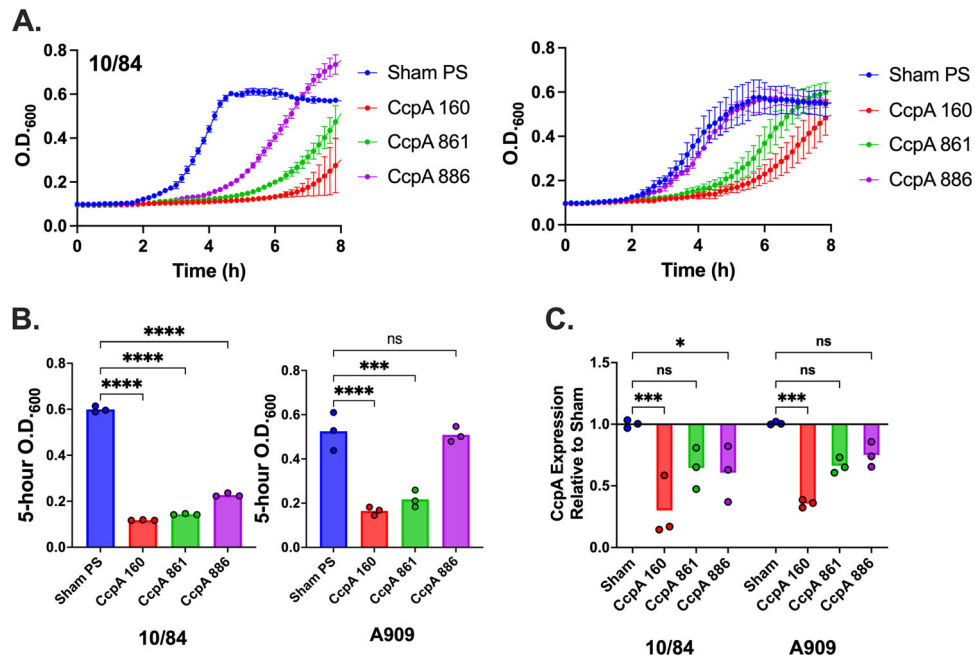 A.
10/84
O.D.600
0.8
0.6
0.4
0.2
0.0
0 2 4 6 8
Time (h)
Sham PS
CcpA 160
CcpA 861
CcpA 886
O.D.600
0.8
0.6
0.4
0.2
0.0
0 2 4 6 8
Time (h)
Sham PS
CcpA 160
CcpA 861
CcpA 886
B.
5-hour O.D.600
0.8
0.6
0.4
0.2
0.0
****
****
****
Sham PS
CcpA 160
CcpA 861
CcpA 886
10/84
5-hour O.D.600
0.8
0.6
0.4
0.2
0.0
ns
***
****
Sham PS
CcpA 160
CcpA 861
CcpA 886
A909
C.
CcpA Expression
Relative to Sham
1.5
1.0
0.5
0.0
*
ns
***
ns
ns
***
Sham
CcpA 160
CcpA 861
CcpA 886
Sham
CcpA 160
CcpA 861
CcpA 886
10/84
A909